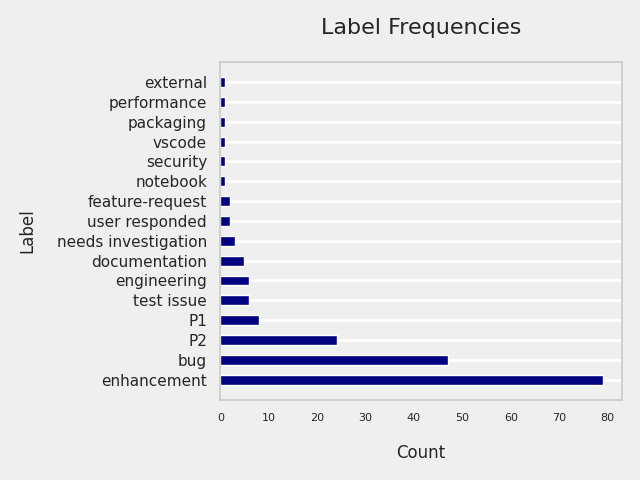 Label Frequencies
external
performance
packaging
vscode
security
notebook
feature-request
user responded
needs investigation
documentation
engineering
test issue
P1
P2
bug
enhancement
Label
0 10 20 30 40 50 60 70 80
Count